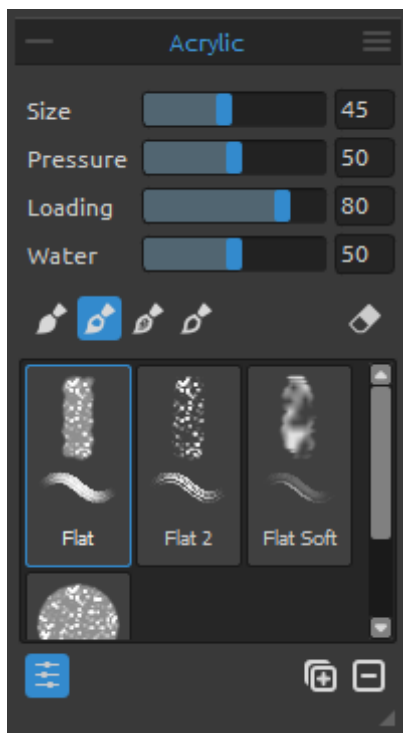 Acrylic
Size 45
Pressure 50
Loading 80
Water 50
Flat Flat 2 Flat Soft